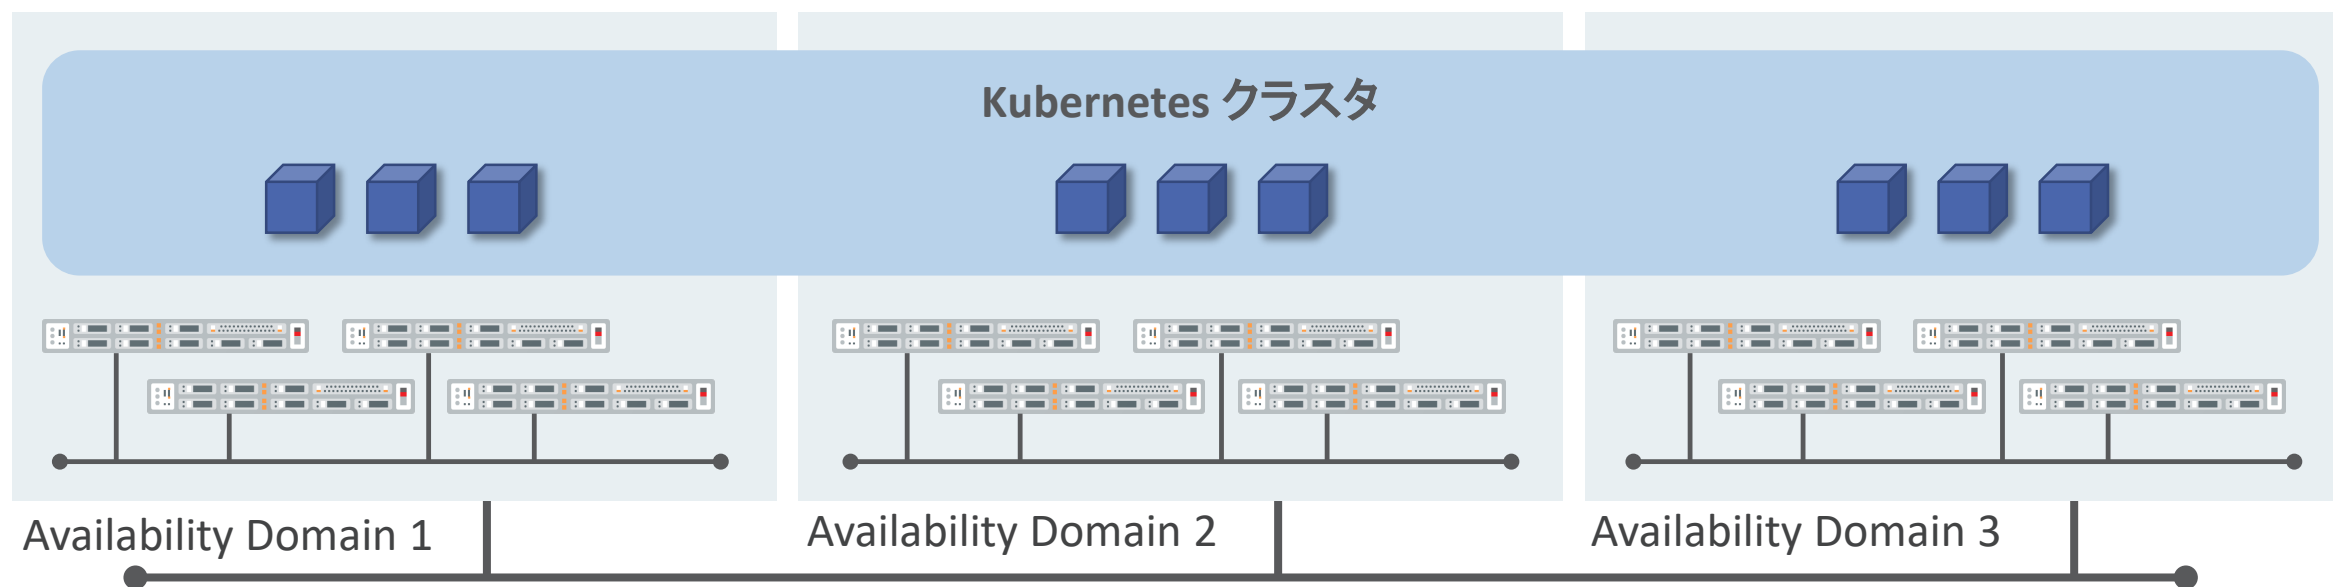 Kubernetes クラスタ
Availability Domain 1
Availability Domain 2
Availability Domain 3